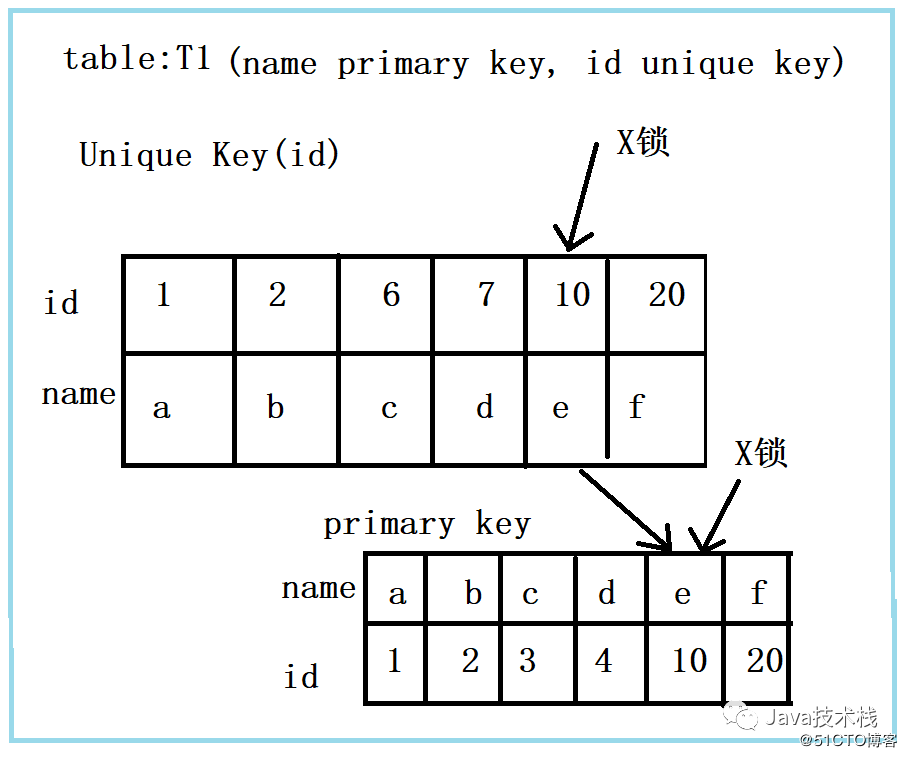 table:T1 (name primary key, id unique key)
Unique Key(id)
X锁
id 1 2 6 7 10 20
name a b c d e f
X锁
primary key
name a b c d e f
id 1 2 3 4 10 20
Java技术栈
@51CTO博客